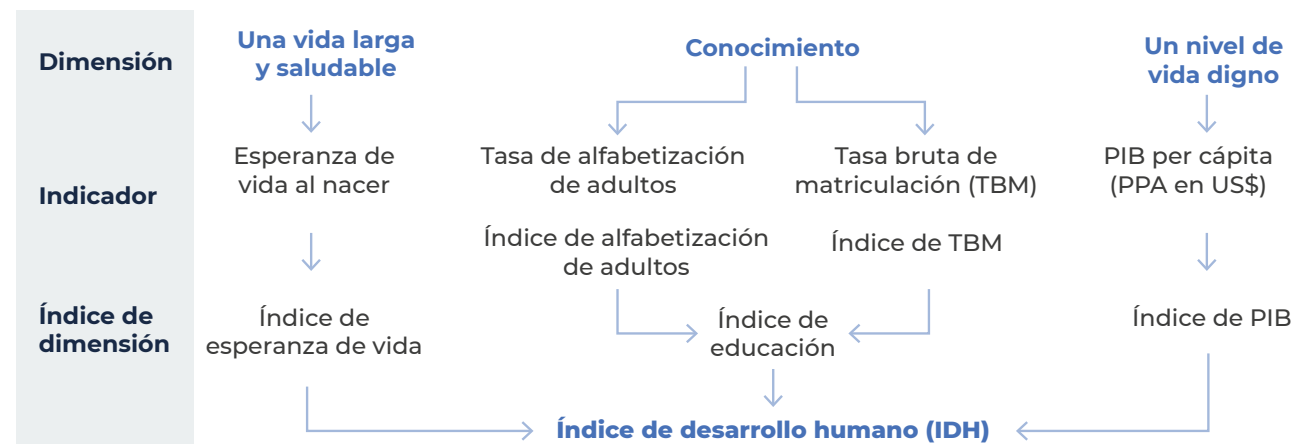 Dimensión
Una vida larga
y saludable
Conocimiento
Un nivel de
vida digno
Indicador
Esperanza de
vida al nacer
Tasa de alfabetización
de adultos
Tasa bruta de
matriculación (TBM)
PIB per cápita
(PPA en US$)
Índice de alfabetización
de adultos
Índice de TBM
Índice de
dimensión
Índice de
esperanza de vida
Índice de
educación
Índice de PIB
Índice de desarrollo humano (IDH)